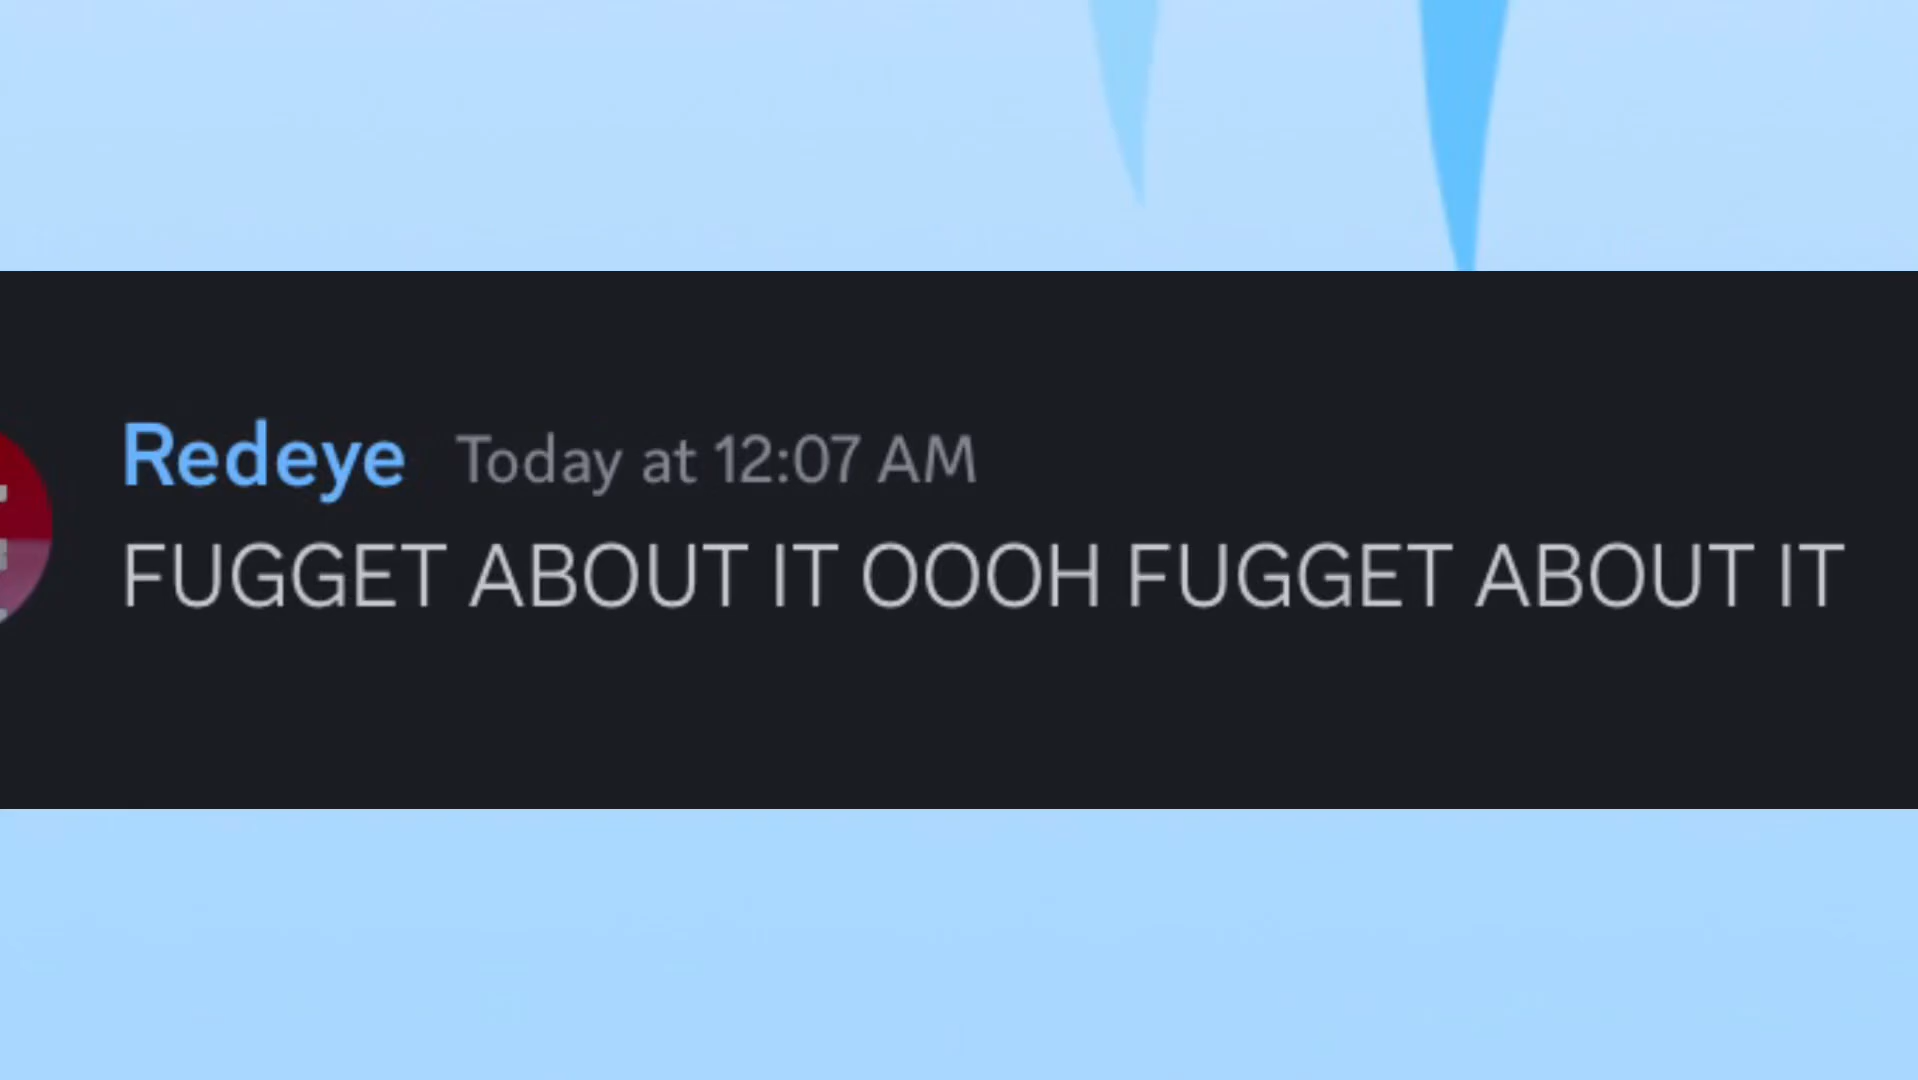 Redeye Today at 12:07 AM
FUGGET ABOUT IT OOOH FUGGET ABOUT IT